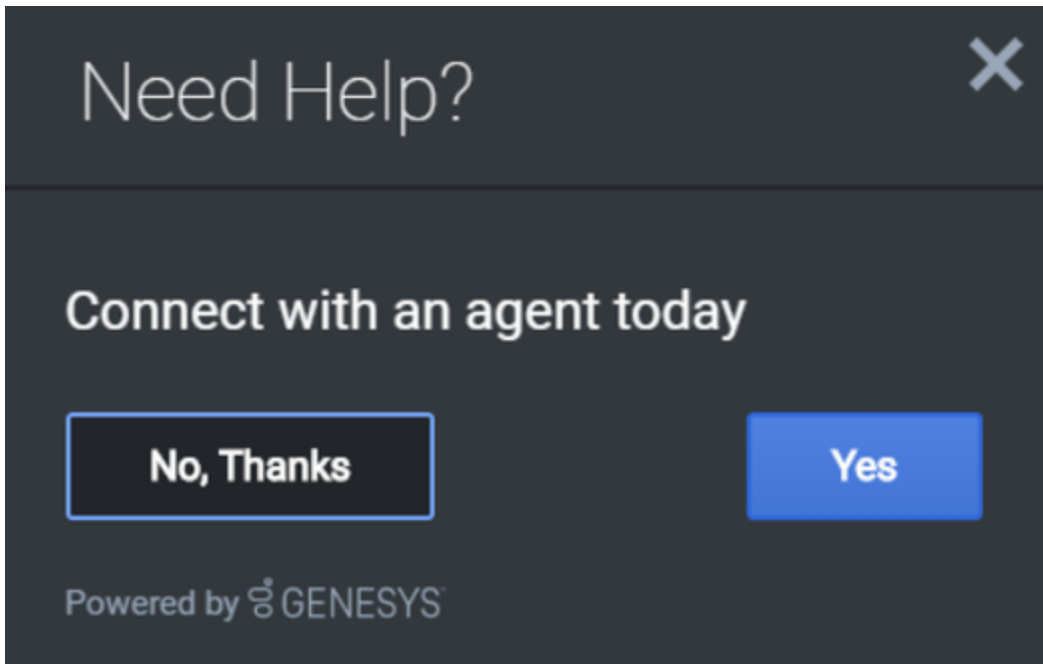 Need Help?
Connect with an agent today
No, Thanks
Yes
Powered by GENESYS